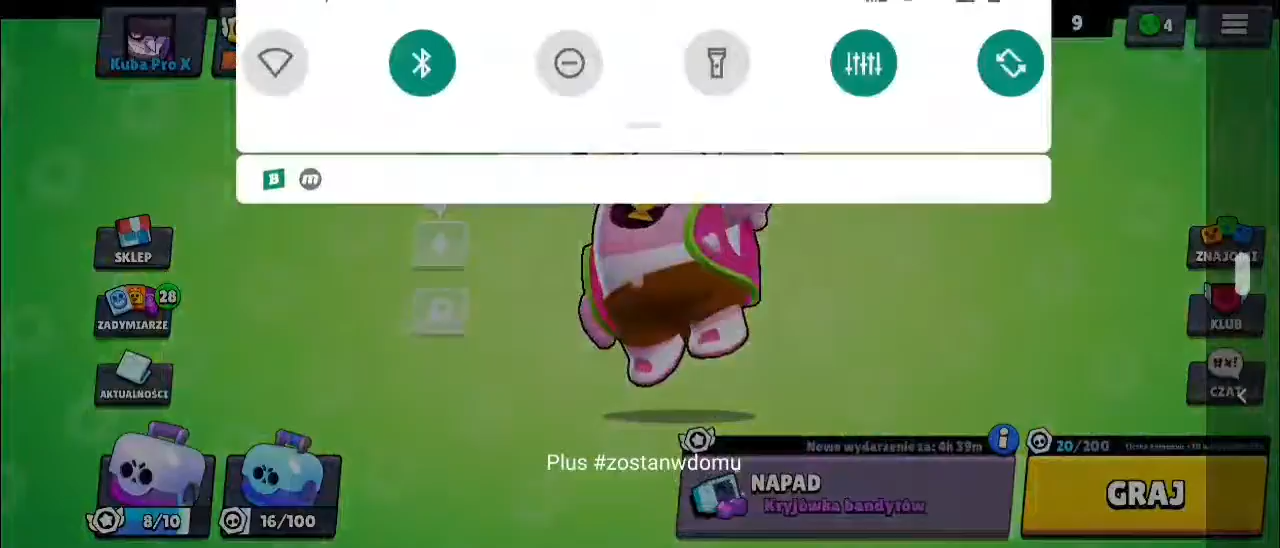 Kuba Pro X
9
4
SKLEP
28
ZADYMIARZE
AKTUALNOŚCI
ZNAJOMI
KLUB
CZAT
8/10
16/100
Nowe wydarzenie za: 4h 39m
20/200
Plus #zostanwdomu
NAPAD
Kryjówka bandytów
GRAJ